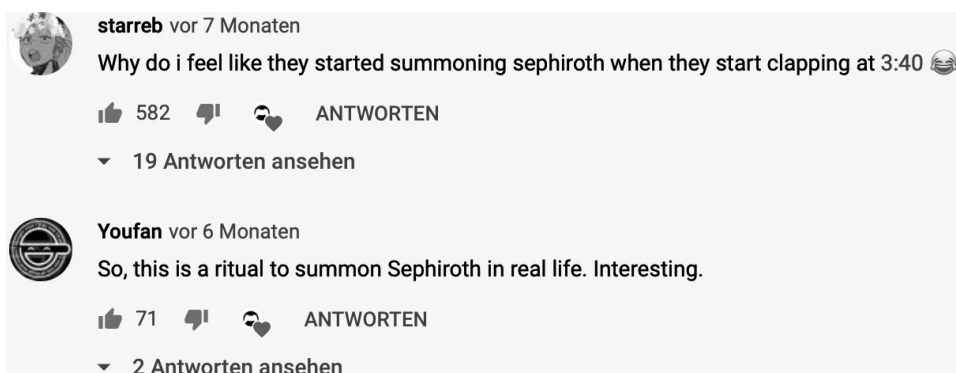 starreb vor 7 Monaten
Why do i feel like they started summoning sephiroth when they start clapping at 3:40 😂
582 ANTWORTEN
19 Antworten ansehen
Youfan vor 6 Monaten
So, this is a ritual to summon Sephiroth in real life. Interesting.
71 ANTWORTEN
2 Antworten ansehen